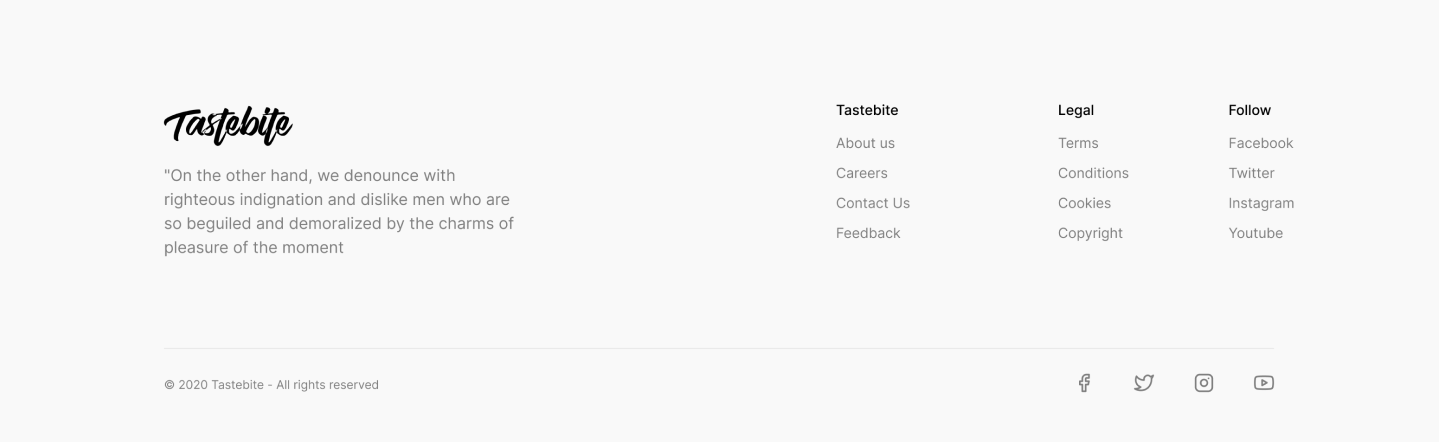 Tastebite
"On the other hand, we denounce with
righteous indignation and dislike men who are
so beguiled and demoralized by the charms of
pleasure of the moment
Tastebite
About us
Careers
Contact Us
Feedback
Legal
Terms
Conditions
Cookies
Copyright
Follow
Facebook
Twitter
Instagram
Youtube
© 2020 Tastebite - All rights reserved